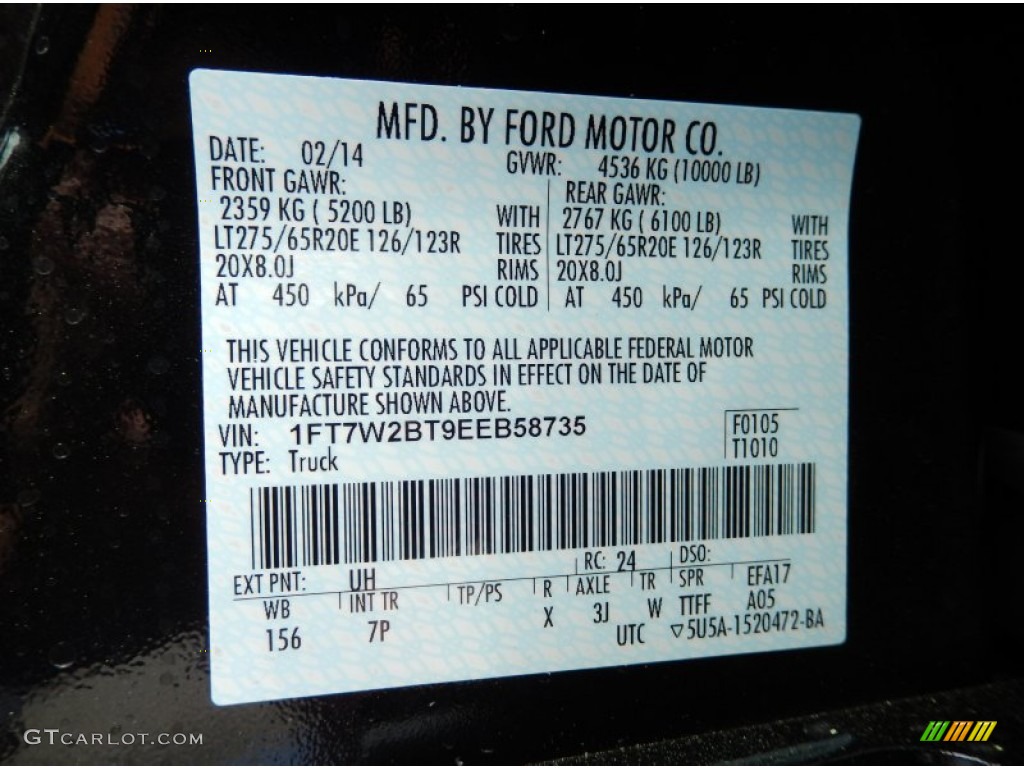 MFD. BY FORD MOTOR CO.
DATE: 02/14 GVWR: 4536 KG (10000 LB)
FRONT GAWR: REAR GAWR:
2359 KG ( 5200 LB) WITH 2767 KG ( 6100 LB) WITH
LT275/65R20E 126/123R TIRES LT275/65R20E 126/123R TIRES
20X8.0J RIMS 20X8.0J RIMS
AT 450 kPa/ 65 PSI COLD AT 450 kPa/ 65 PSI COLD
THIS VEHICLE CONFORMS TO ALL APPLICABLE FEDERAL MOTOR
VEHICLE SAFETY STANDARDS IN EFFECT ON THE DATE OF
MANUFACTURE SHOWN ABOVE.
VIN: 1FT7W2BT9EEB58735 F0105
TYPE: Truck T1010
EXT PNT: UH RC: 24 DSO:
WB INT TR TP/PS R AXLE TR SPR EFA17
156 7P X 3J W TTFF A05
UTC ▽5U5A-1520472-BA
GTCARLOT.COM